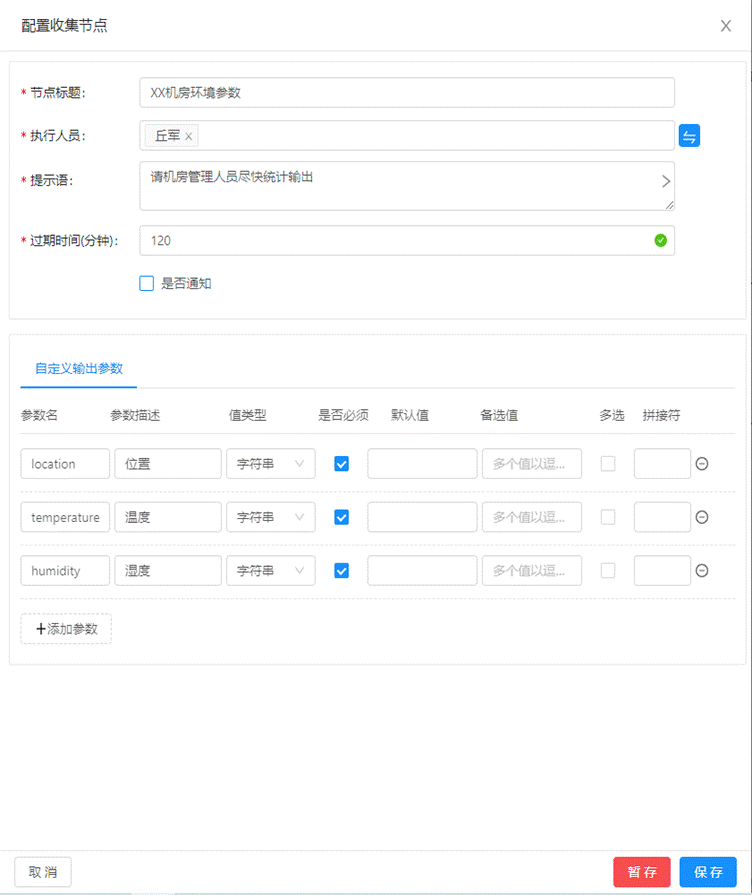 配置收集节点
* 节点标题: XX机房环境参数
* 执行人员: 丘军 x
* 提示语: 请机房管理人员尽快统计输出
* 过期时间(分钟): 120
是否通知
自定义输出参数
参数名 参数描述 值类型 是否必须 默认值 备选值 多选 拼接符
location 位置 字符串 多个值以逗...
temperature 温度 字符串 多个值以逗...
humidity 湿度 字符串 多个值以逗...
+添加参数
取消 暂存 保存